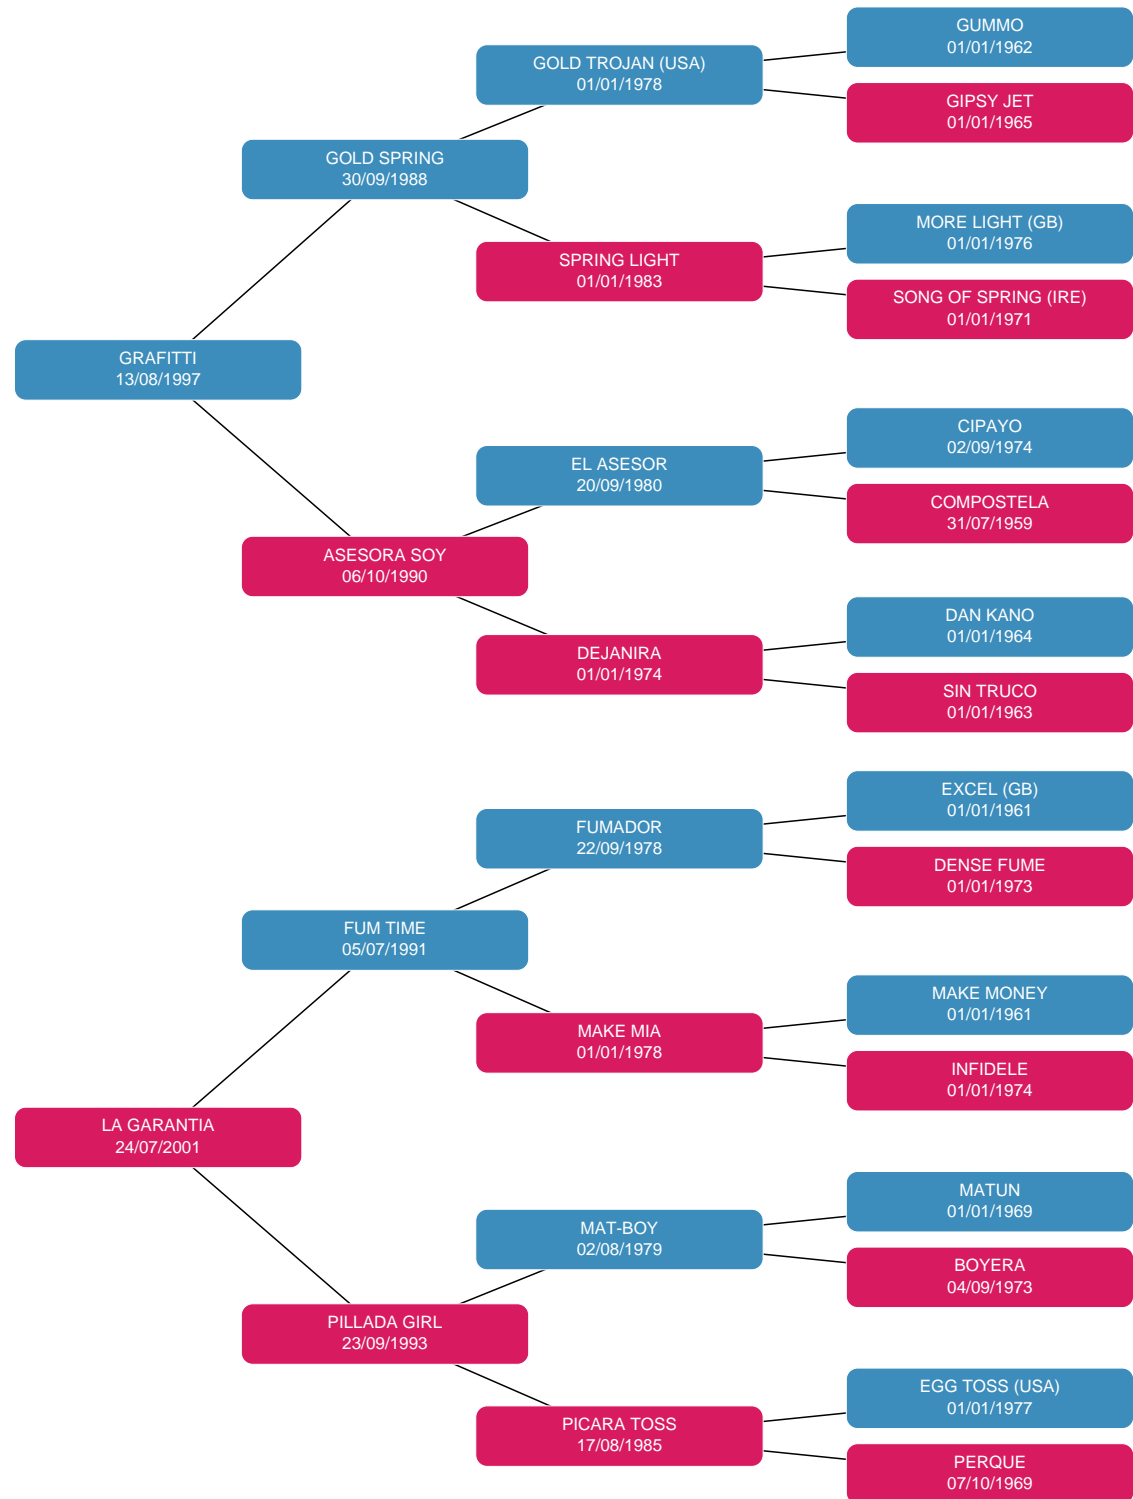 GUMMO
01/01/1962
GOLD TROJAN (USA)
01/01/1978
GIPSY JET
01/01/1965
GOLD SPRING
30/09/1988
MORE LIGHT (GB)
01/01/1976
SPRING LIGHT
01/01/1983
SONG OF SPRING (IRE)
01/01/1971
GRAFITTI
13/08/1997
CIPAYO
02/09/1974
EL ASESOR
20/09/1980
COMPOSTELA
31/07/1959
ASESORA SOY
06/10/1990
DAN KANO
01/01/1964
DEJANIRA
01/01/1974
SIN TRUCO
01/01/1963
EXCEL (GB)
01/01/1961
FUMADOR
22/09/1978
DENSE FUME
01/01/1973
FUM TIME
05/07/1991
MAKE MONEY
01/01/1961
MAKE MIA
01/01/1978
INFIDELE
01/01/1974
LA GARANTIA
24/07/2001
MATUN
01/01/1969
MAT-BOY
02/08/1979
BOYERA
04/09/1973
PILLADA GIRL
23/09/1993
EGG TOSS (USA)
01/01/1977
PICARA TOSS
17/08/1985
PERQUE
07/10/1969